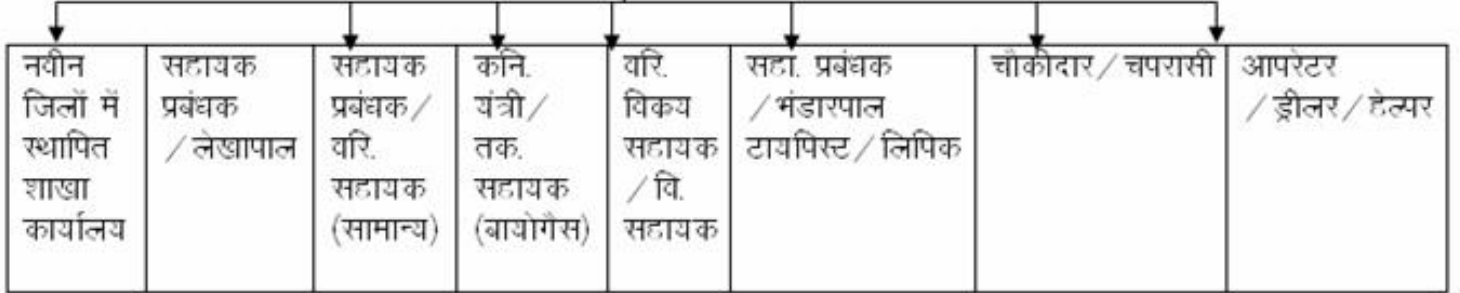 नवीन
जिलों में
स्थापित
शाखा
कार्यालय
सहायक
प्रबंधक
/ लेखापाल
सहायक
प्रबंधक/
वरि.
सहायक
(सामान्य)
कनि.
यंत्री/
तक.
सहायक
(बायोगैस)
वरि.
विकय
सहायक
/ वि.
सहायक
सहा. प्रबंधक
/भंडारपाल
टायपिस्ट/लिपिक
चौकीदार/चपरासी
आपरेटर
/ड्रीलर/हेल्पर